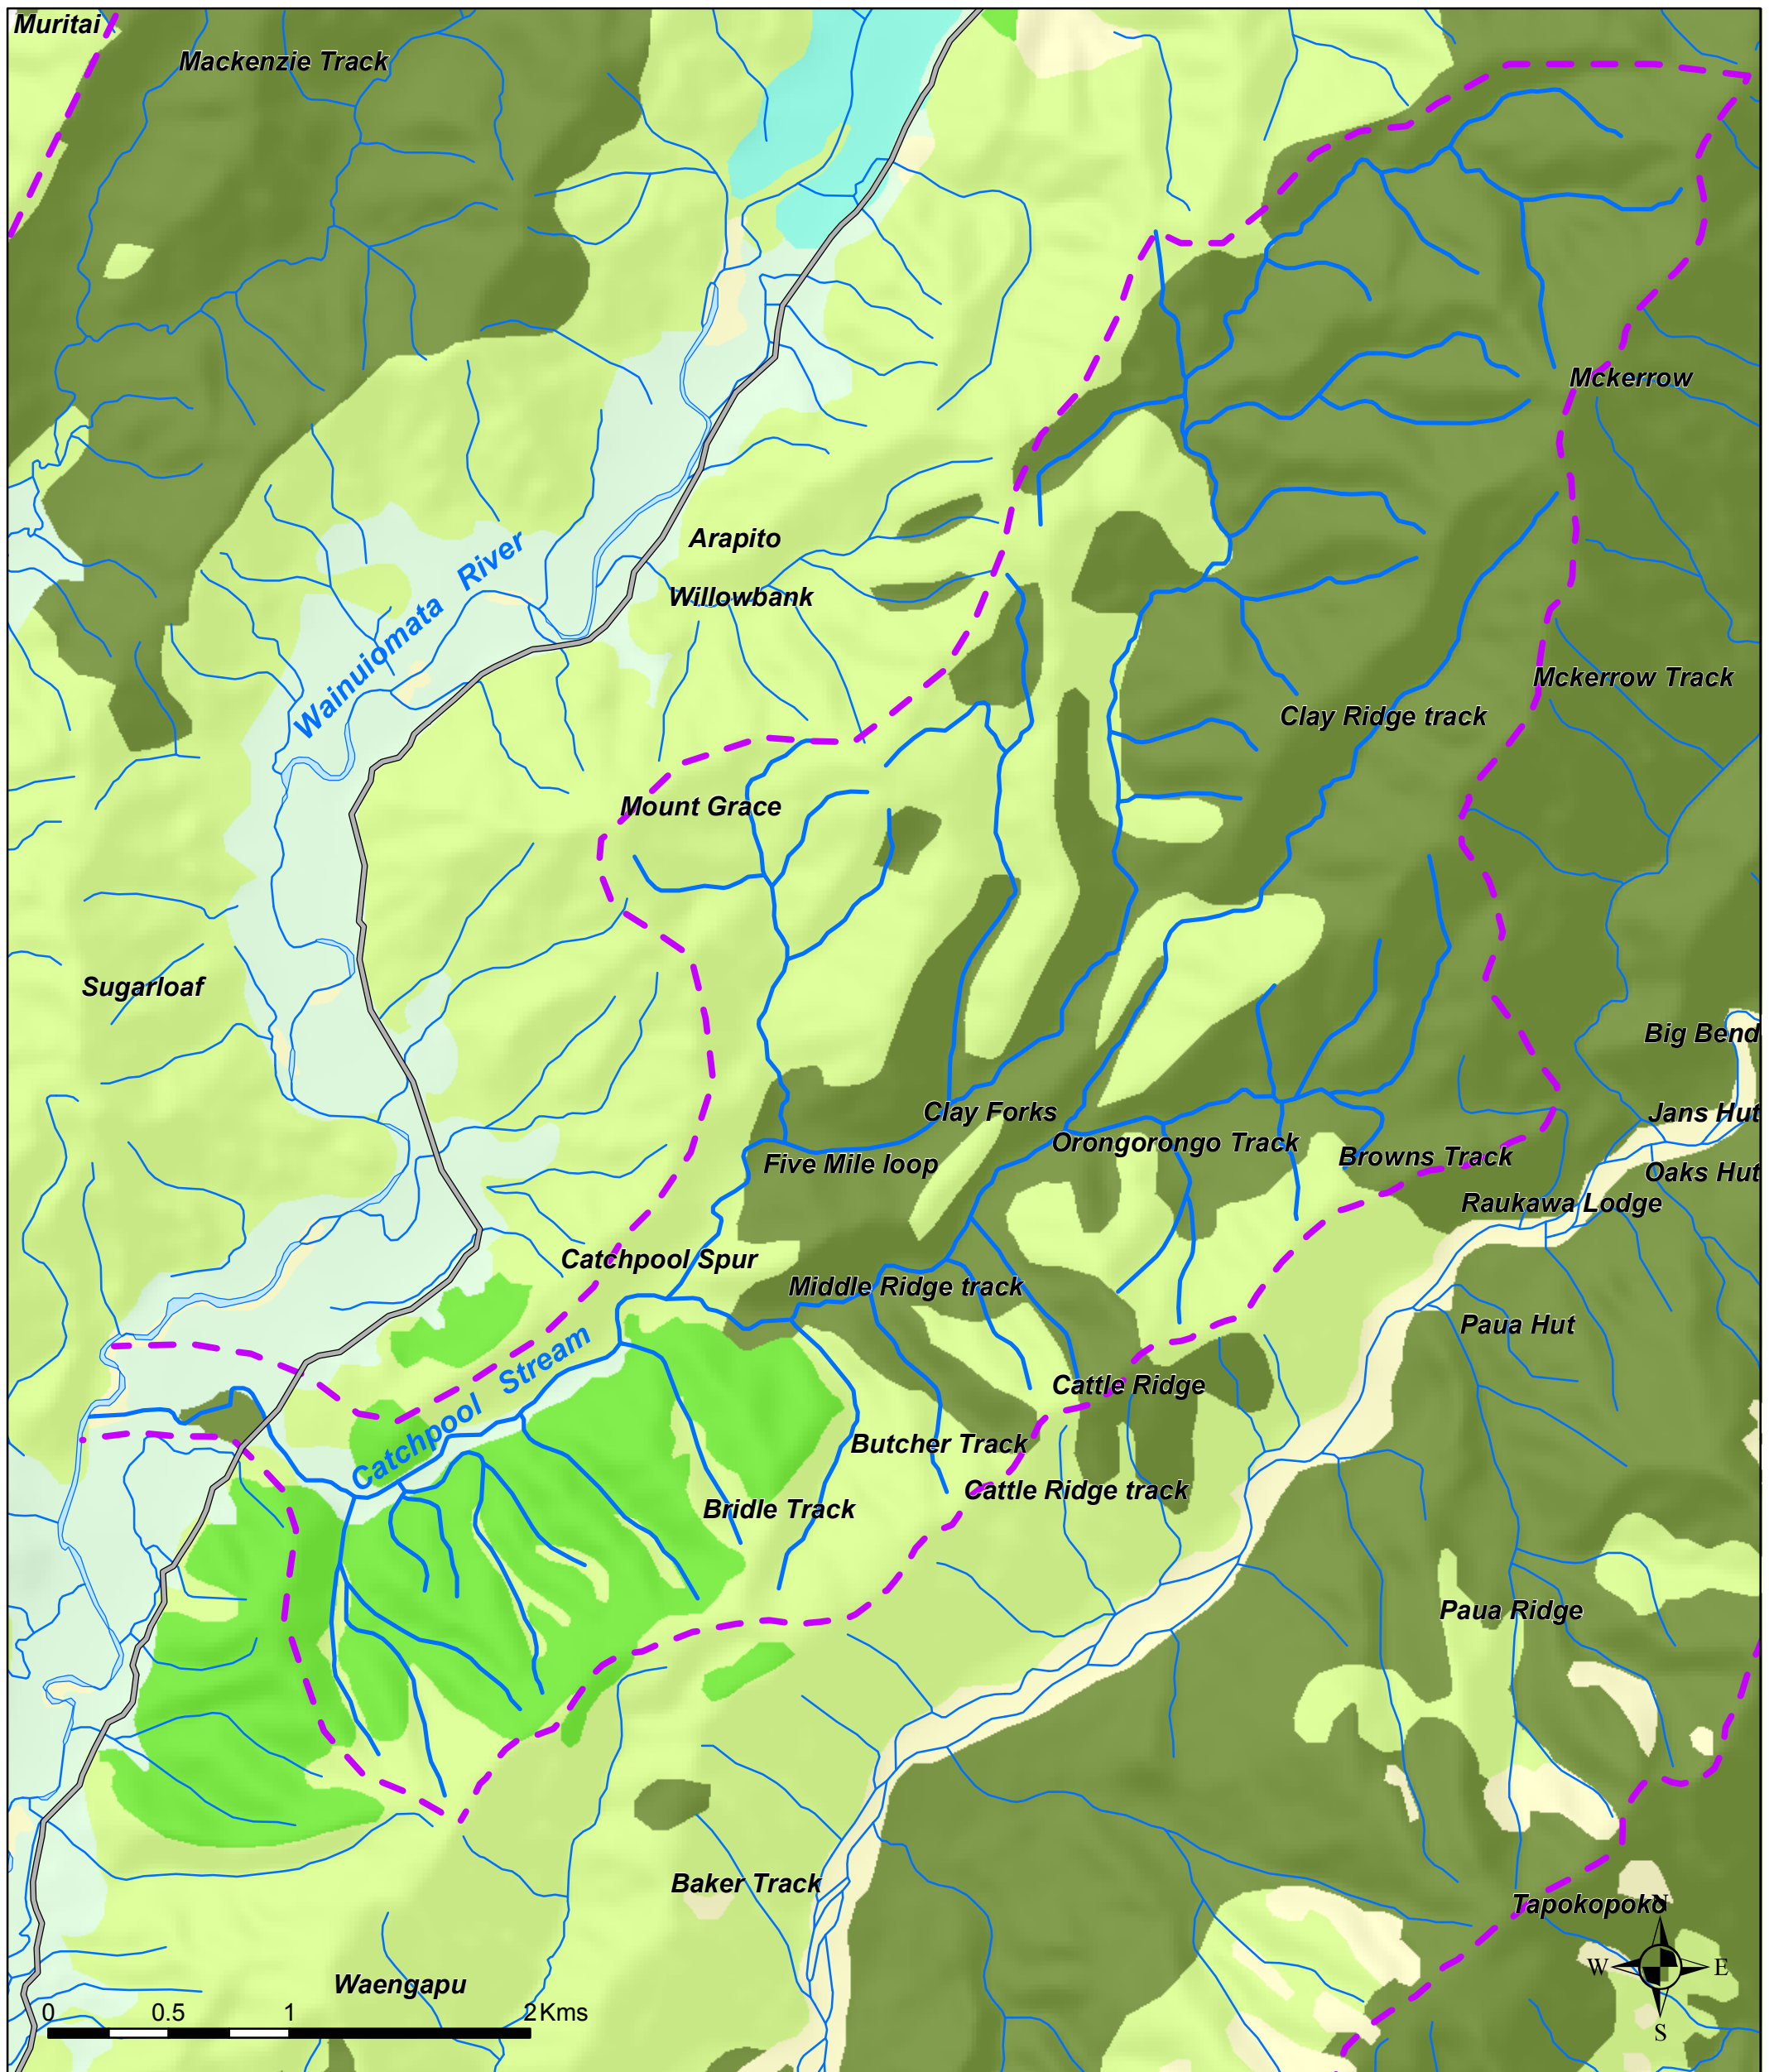 Muritai
Mackenzie Track
Mckerrow
Arapito
Wainuiomata River
Willowbank
Mckerrow Track
Clay Ridge track
Mount Grace
Sugarloaf
Big Bend
Clay Forks
Jans Hut
Orongorongo Track
Browns Track
Five Mile loop
Oaks Hut
Raukawa Lodge
Catchpool Spur
Middle Ridge track
Paua Hut
Catchpool Stream
Cattle Ridge
Butcher Track
Cattle Ridge track
Bridle Track
Paua Ridge
Baker Track
Tapokopoko
N
W E
S
Waengapu
0 0.5 1 2 Kms